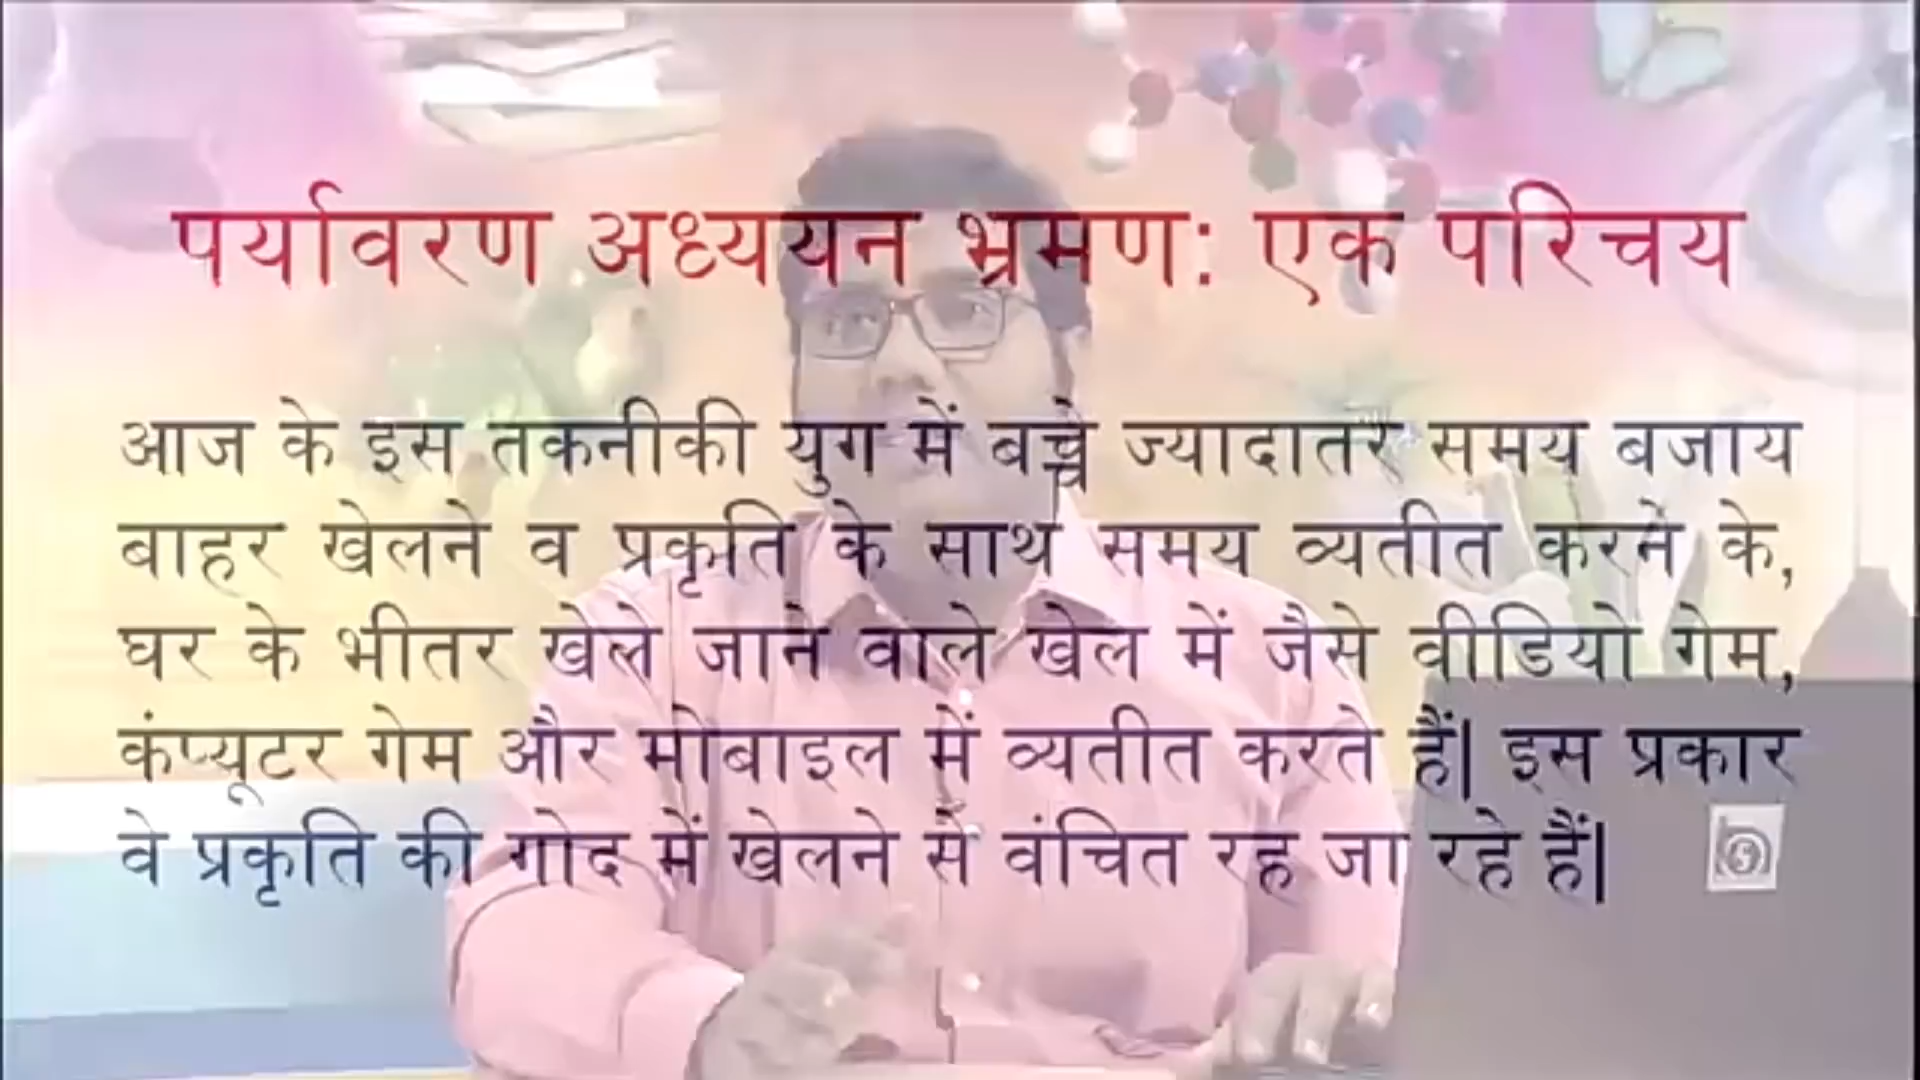 पर्यावरण अध्ययन भ्रमण: एक परिचय
आज के इस तकनीकी युग में बच्चे ज्यादातर समय बजाय
बाहर खेलने व प्रकृति के साथ समय व्यतीत करने के,
घर के भीतर खेले जाने वाले खेल में जैसे वीडियो गेम,
कंप्यूटर गेम और मोबाइल में व्यतीत करते हैं| इस प्रकार
वे प्रकृति की गोद में खेलने से वंचित रह जा रहे हैं|